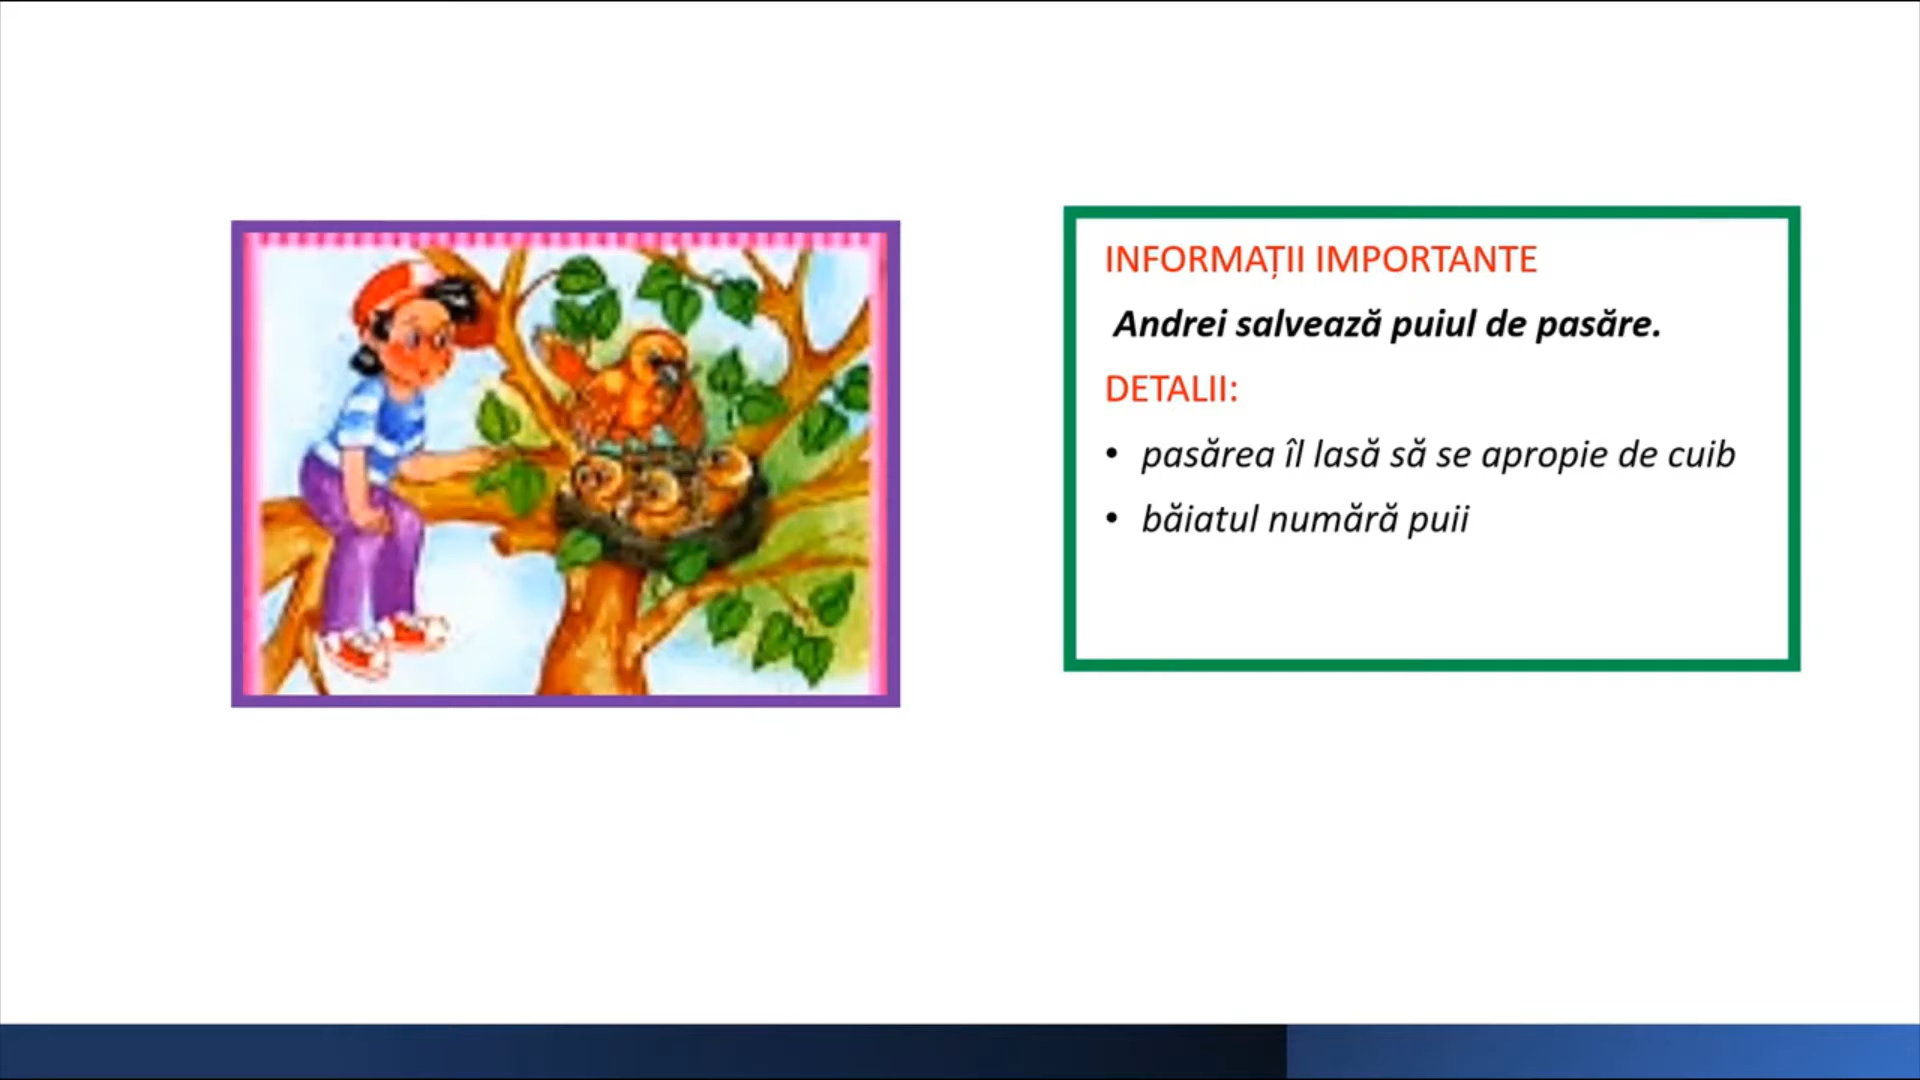 INFORMAȚII IMPORTANTE
Andrei salvează puiul de pasăre.
DETALII:
• pasărea îl lasă să se apropie de cuib
• băiatul numără puii